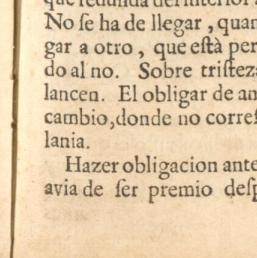 que redunda del interior
No ſe ha de llegar, quan
gar a otro, que eſtà per
do al no. Sobre triſtez
lancen. El obligar de an
cambio, donde no correſ
lania.
Hazer obligacion ante
avia de ſer premio deſp